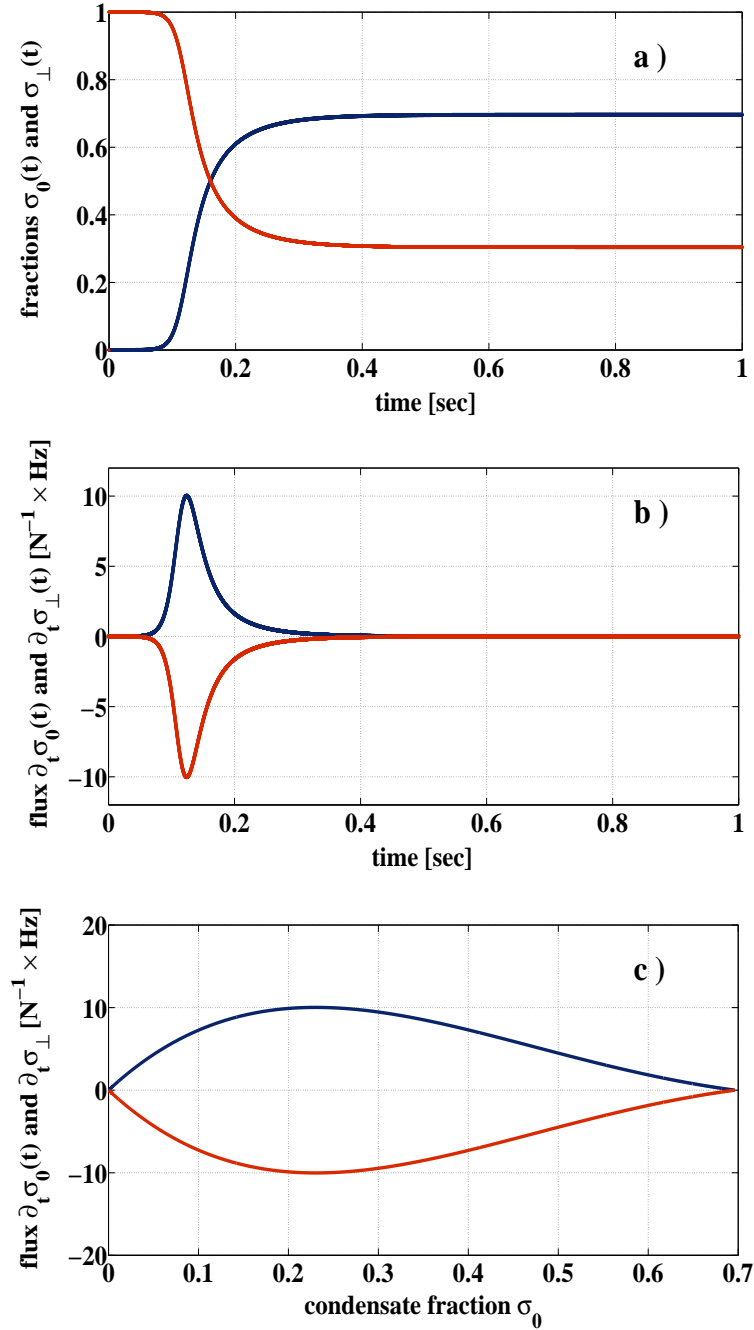 a )
fractions σ₀(t) and σ⊥(t)
1
0.8
0.6
0.4
0.2
0
0 0.2 0.4 0.6 0.8 1
time [sec]
b )
flux ∂ₜσ₀(t) and ∂ₜσ⊥(t) [N⁻¹ × Hz]
10
5
0
−5
−10
0 0.2 0.4 0.6 0.8 1
time [sec]
c )
flux ∂ₜσ₀(t) and ∂ₜσ⊥ [N⁻¹ × Hz]
20
10
0
−10
−20
0 0.1 0.2 0.3 0.4 0.5 0.6 0.7
condensate fraction σ₀